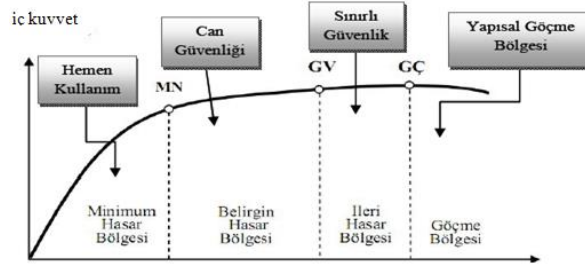 iç kuvvet
Hemen
Kullanım
Can
Güvenliği
Sınırlı
Güvenlik
Yapısal Göçme
Bölgesi
MN
GV
GÇ
Minimum
Hasar
Bölgesi
Belirgin
Hasar
Bölgesi
İleri
Hasar
Bölgesi
Göçme
Bölgesi